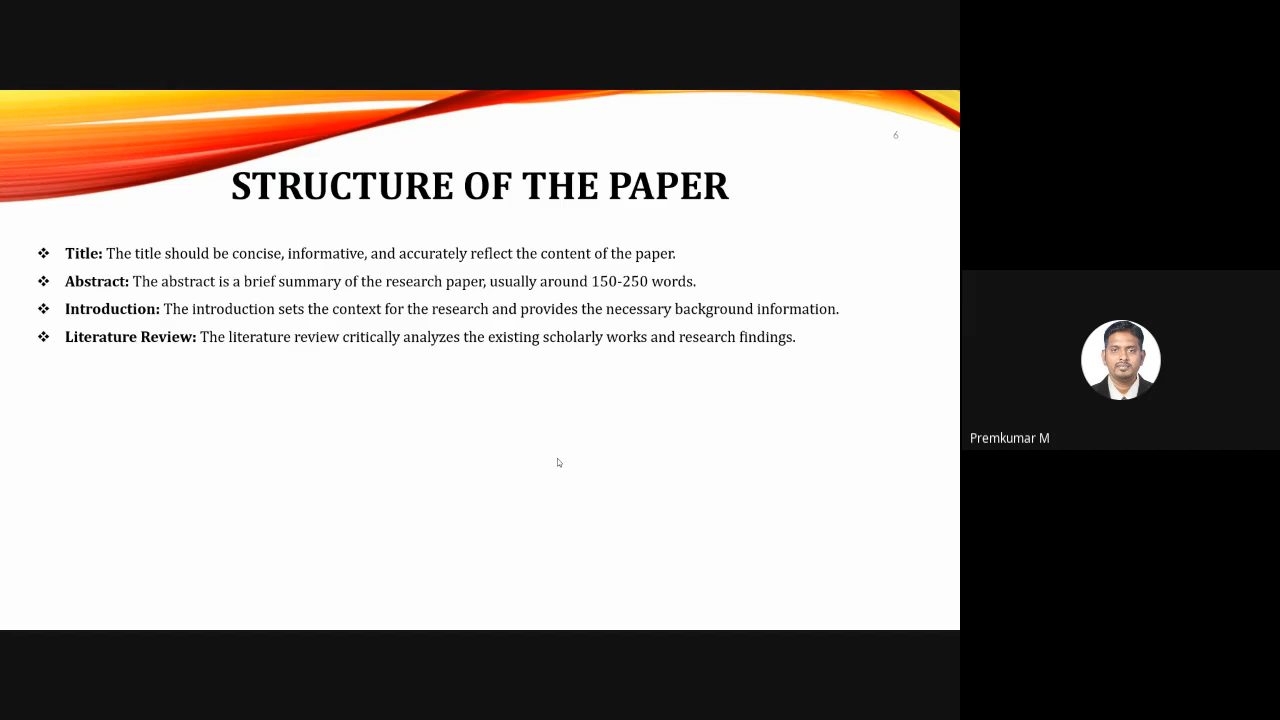 6
STRUCTURE OF THE PAPER
❖ Title: The title should be concise, informative, and accurately reflect the content of the paper.
❖ Abstract: The abstract is a brief summary of the research paper, usually around 150-250 words.
❖ Introduction: The introduction sets the context for the research and provides the necessary background information.
❖ Literature Review: The literature review critically analyzes the existing scholarly works and research findings.
Premkumar M